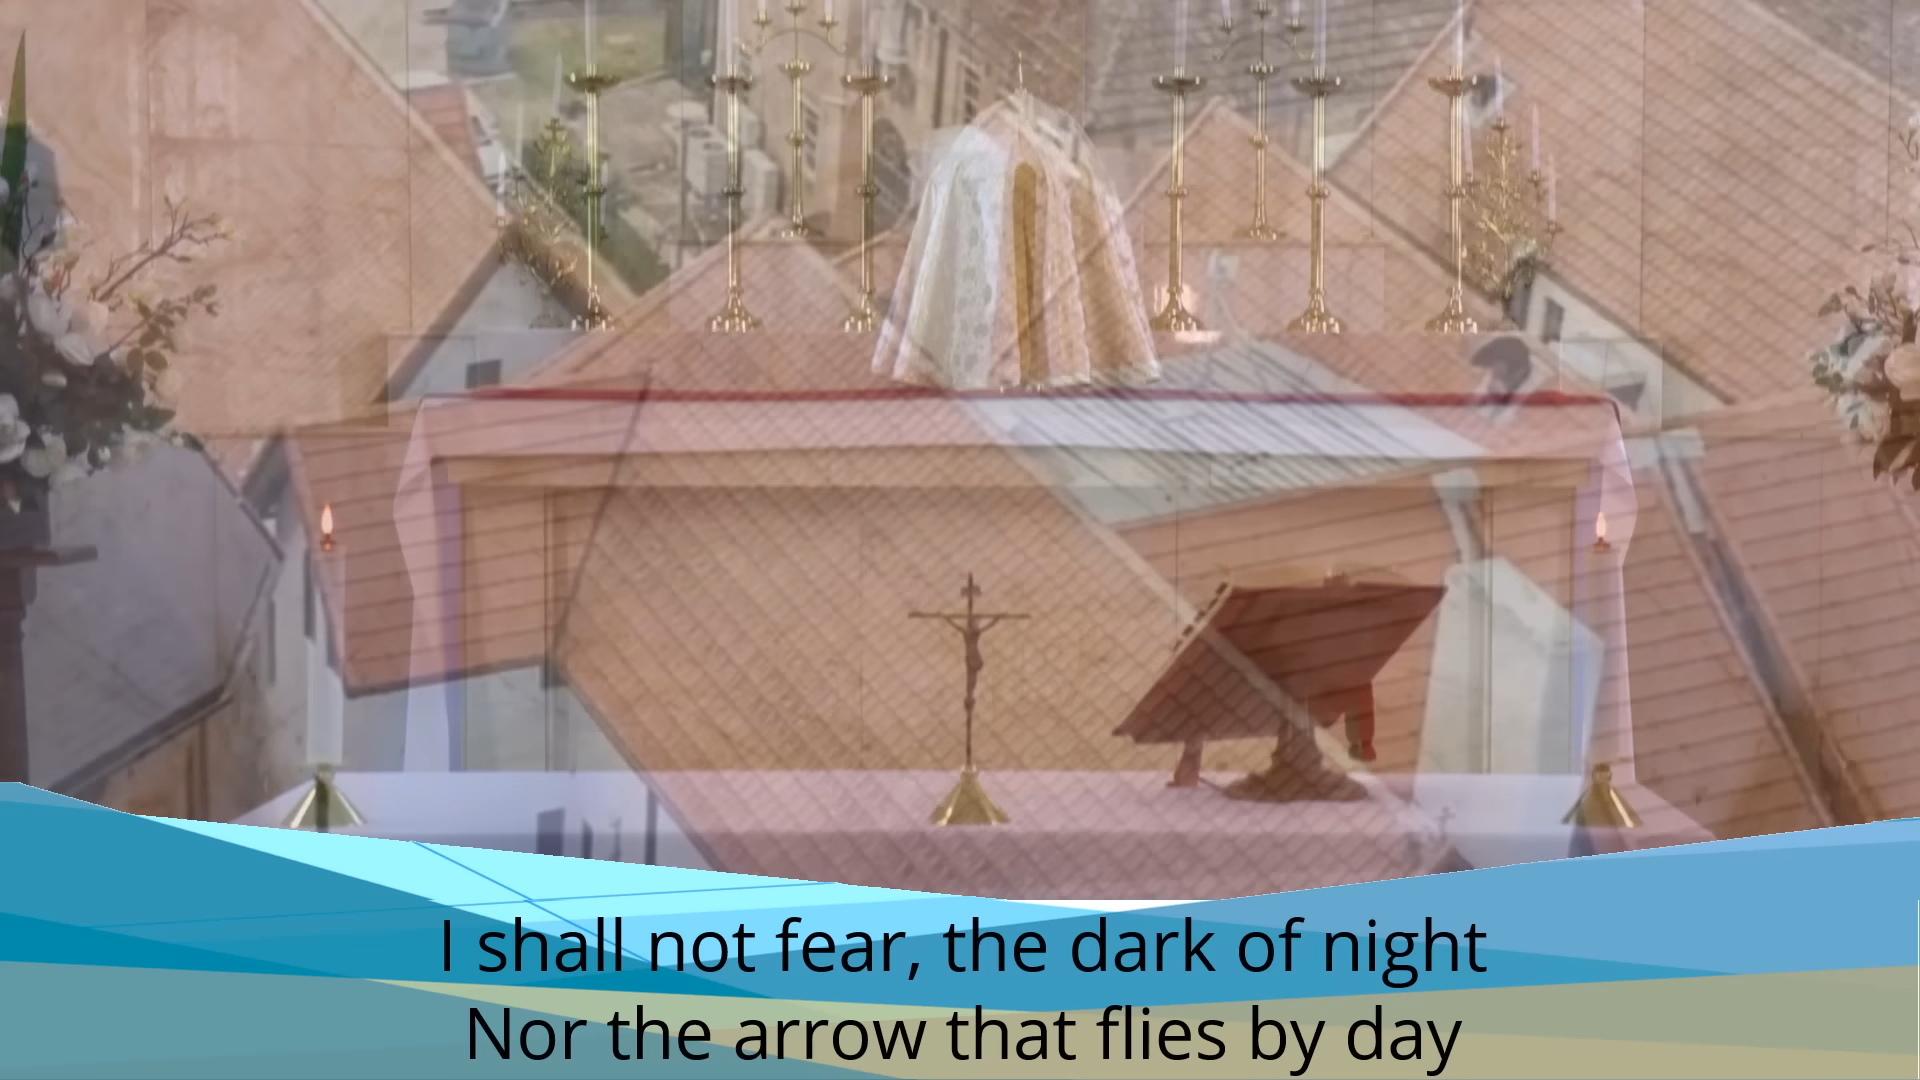 I shall not fear, the dark of night
Nor the arrow that flies by day